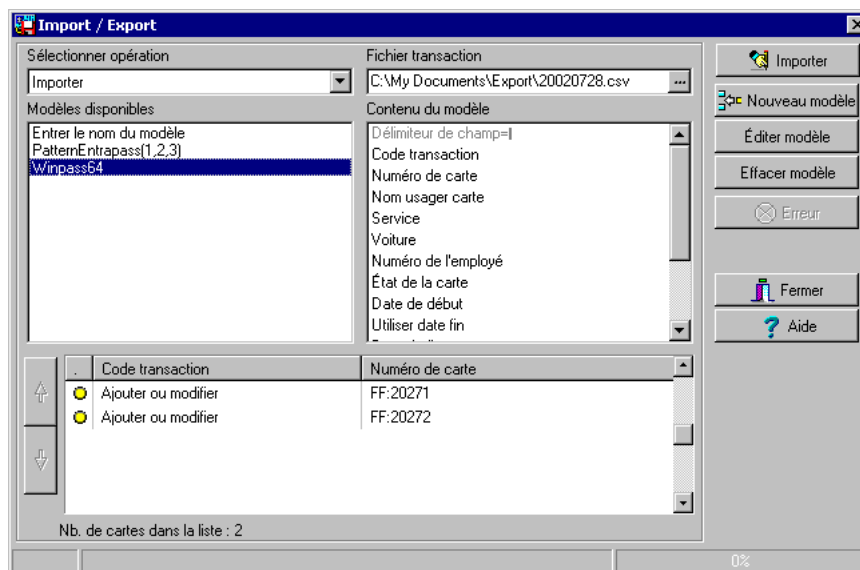 Import / Export
Sélectionner opération
Importer
Fichier transaction
C:\My Documents\Export\20020728.csv ...
Modèles disponibles
Entrer le nom du modèle
PatternEntrapass(1,2,3)
Winpass64
Contenu du modèle
Délimiteur de champ=|
Code transaction
Numéro de carte
Nom usager carte
Service
Voiture
Numéro de l'employé
État de la carte
Date de début
Utiliser date fin
Importer
Nouveau modèle
Éditer modèle
Effacer modèle
Erreur
Fermer
Aide
. Code transaction Numéro de carte
Ajouter ou modifier FF:20271
Ajouter ou modifier FF:20272
Nb. de cartes dans la liste : 2
0%